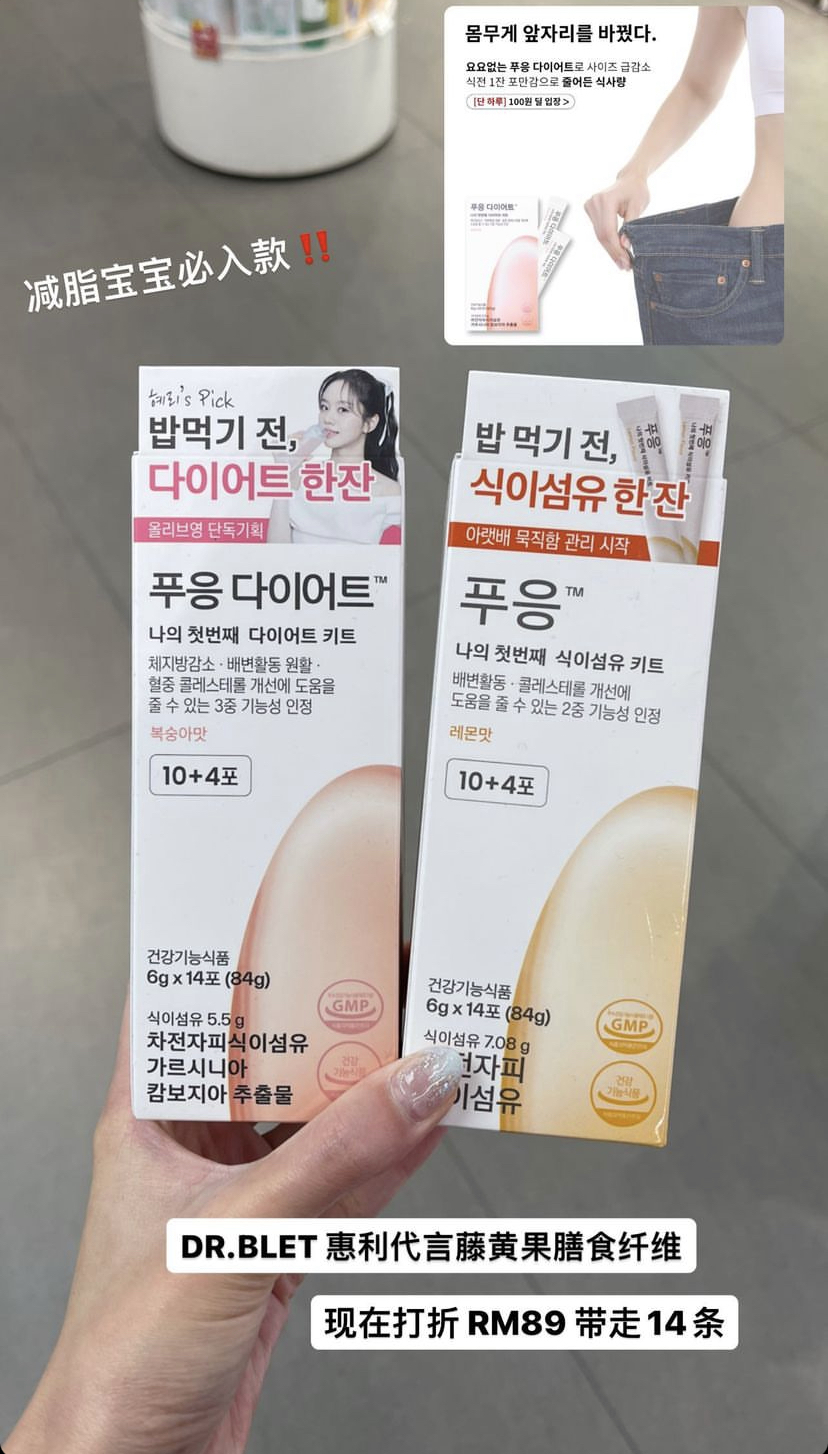 몸무게 앞자리를 바꿨다.
요요없는 푸응 다이어트로 사이즈 급감소
식전 1잔 포만감으로 줄어든 식사량
[단 하루] 100원 딜 입장 >
푸응 다이어트
减脂宝宝必入款‼️
혜리's Pick
밥먹기 전,
다이어트 한잔
올리브영 단독기획
푸응 다이어트™
나의 첫번째 다이어트 키트
체지방감소 · 배변활동 원활 ·
혈중 콜레스테롤 개선에 도움을
줄 수 있는 3중 기능성 인정
복숭아맛
10+4포
건강기능식품
6g x 14포 (84g)
식이섬유 5.5 g
차전자피식이섬유
가르시니아
캄보지아 추출물
GMP
건강
기능식품
밥 먹기 전,
식이섬유 한 잔
아랫배 묵직함 관리 시작
푸응™
푸응™
푸응™
나의 첫번째 식이섬유 키트
배변활동 · 콜레스테롤 개선에
도움을 줄 수 있는 2중 기능성 인정
레몬맛
10+4포
건강기능식품
6g x 14포 (84g)
식이섬유 7.08 g
전자피
이섬유
GMP
건강
기능식품
DR.BLET 惠利代言藤黄果膳食纤维
现在打折 RM89 带走 14 条